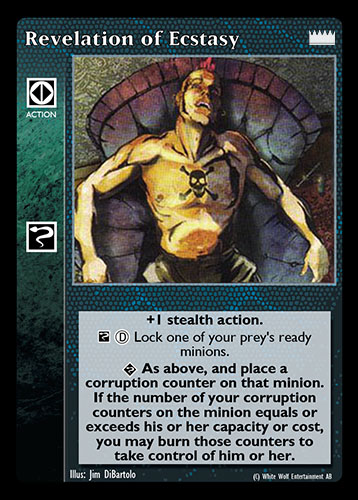 Revelation of Ecstasy
ACTION
+1 stealth action.
D Lock one of your prey's ready
minions.
As above, and place a
corruption counter on that minion.
If the number of your corruption
counters on the minion equals or
exceeds his or her capacity or cost,
you may burn those counters to
take control of him or her.
Illus: Jim DiBartolo
(C) White Wolf Entertainment AB